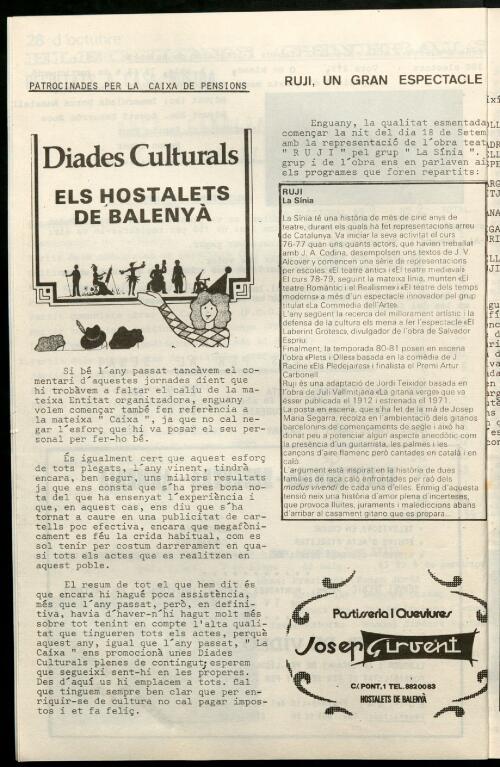 PATROCINADES PER LA CAIXA DE PENSIONS
Diades Culturals
ELS HOSTALETS
DE BALENYÀ
Si bé l´any passat tancàvem el co-
mentari d´aquestes jornades dient que
hi trobàvem a faltar el caliu de la ma-
teixa Entitat organitzadora, enguany
volem començar també fen referència a
la mateixa " Caixa ", ja que no cal ne-
gar l´esforç que hi va posar el seu per-
sonal per fer-ho bé.
És igualment cert que aquest esforç
de tots plegats, l´any vinent, tindrà
encara, ben segur, uns millors resultats
ja que ens consta que s´ha pres bona no-
ta del que ha ensenyat l´experiència i
que, en aquest cas, ens diu que s´ha
tornat a caure en una publicitat de car-
tells poc efectiva, encara que megafòni-
cament es féu la crida habitual, com es
sol tenir per costum darrerament en qua-
si tots els actes que es realitzen en
aquest poble.
El resum de tot el que hem dit és
que encara hi hagué poca assistència,
més que l´any passat, però, en defini-
tiva, havia d´haver-n´hi hagut molt més
sobre tot tenint en compte l'alta quali-
tat que tingueren tots els actes, perquè
aquest any, igual que l´any passat, " La
Caixa " ens promocionà unes Diades
Culturals plenes de contingut; esperem
que segueixi sent-hi en les properes.
Des d´aquí us hi emplacem a tots. Cal
que tinguem sempre ben clar que per en-
riquir-se de cultura no cal pagar impos-
tos i et fa feliç.
RUJI, UN GRAN ESPECTACLE
Enguany, la qualitat esmentada
començar la nit del dia 18 de Setem
amb la representació de l´obra teat
" R U J I " pel grup " La Sínia ".
grup i de l´obra ens en parlaven al
els programes que foren repartits:
RUJI
La Sínia
La Sínia té una història de més de cinc anys de
teatre, durant els quals ha fet representacions arreu
de Catalunya. Va iniciar la seva activitat el curs
76-77 quan uns quants actors, que havien treballat
amb J. A. Codina, desempolsen uns textos de J. V.
Alcover y comencen una sèrie de representacions
per escoles: «El teatre antic» i «El teatre medieval».
El curs 78-79, seguint la mateixa línia, munten «El
teatre Romànic i el Realisme» i «El teatre dels temps
moderns» a més d'un espectacle innovador pel grup
titulat «La Commedia dell'Arte».
L'any següent la recerca del millorament artístic i la
defensa de la cultura els mena a fer l'espectacle «El
Laberint Grotesc», divulgador de l'obra de Salvador
Espriu.
Finalment, la temporada 80-81 posen en escena
l'obra «Plets i Olles» basada en la comèdia de J.
Racine «Els Pledejaires» i finalista el Premi Artur
Carbonell.
Ruji és una adaptació de Jordi Teixidor basada en
l'obra de Juli Vallmitjana «La gitana verge» que va
ésser publicada el 1912 i estrenada el 1971.
La posta en escena, que s'ha fet de la mà de Josep
Maria Segarra, recolza en l'ambientació dels gitanos
barcelonins de començaments de segle i això ha
donat peu a potenciar algun aspecte anecdòtic com
la presència d'un guitarrista, les palmes i les
cançons d'aire flamenc però cantades en català i en
caló.
L'argument està inspirat en la història de dues
famílies de raça caló enfrontades per raó dels
modus vivendi de cada una d'elles. Enmig d'aquesta
tensió neix una història d'amor plena d'incerteses,
que provoca lluites, juraments i malediccions abans
d'arribar al casament gitano que es prepara...
Pastisseria I Queviures
Josep Girvent
C/. PONT, 1 TEL. 8820083
HOSTALETS DE BALENYÀ